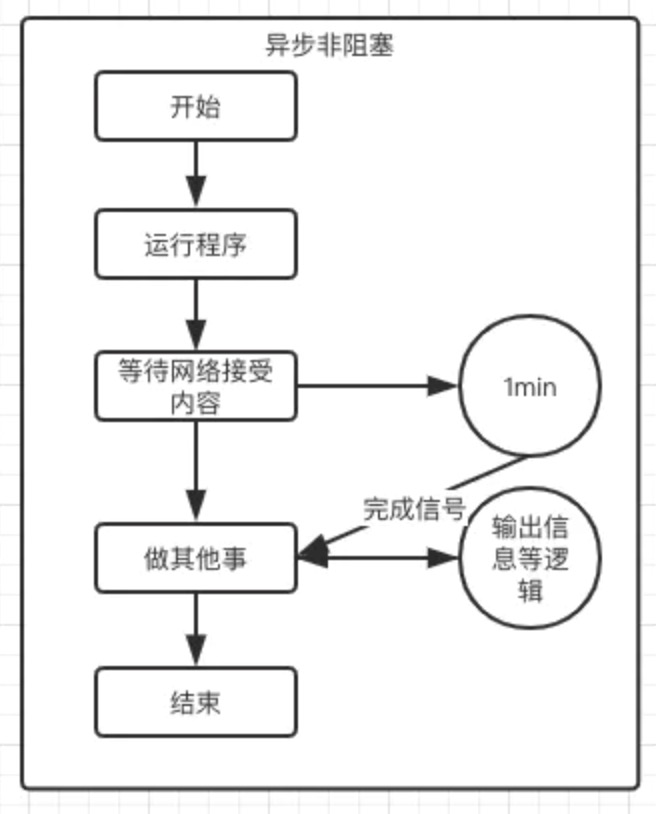 异步非阻塞
开始
运行程序
等待网络接受
内容
1min
完成信号
做其他事
输出信
息等逻
辑
结束